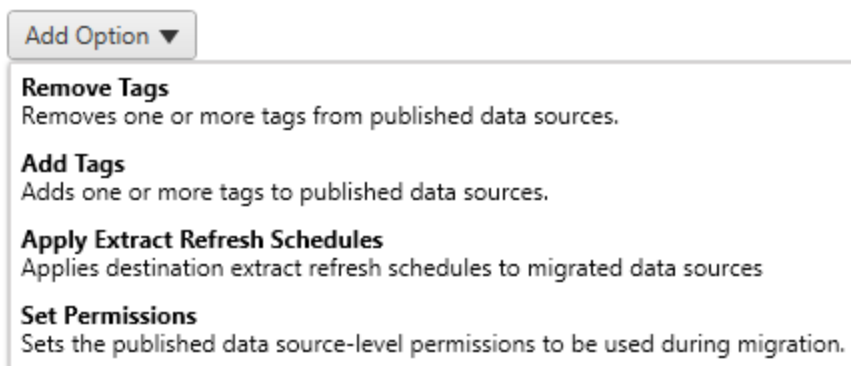 Add Option ▼
Remove Tags
Removes one or more tags from published data sources.
Add Tags
Adds one or more tags to published data sources.
Apply Extract Refresh Schedules
Applies destination extract refresh schedules to migrated data sources
Set Permissions
Sets the published data source-level permissions to be used during migration.